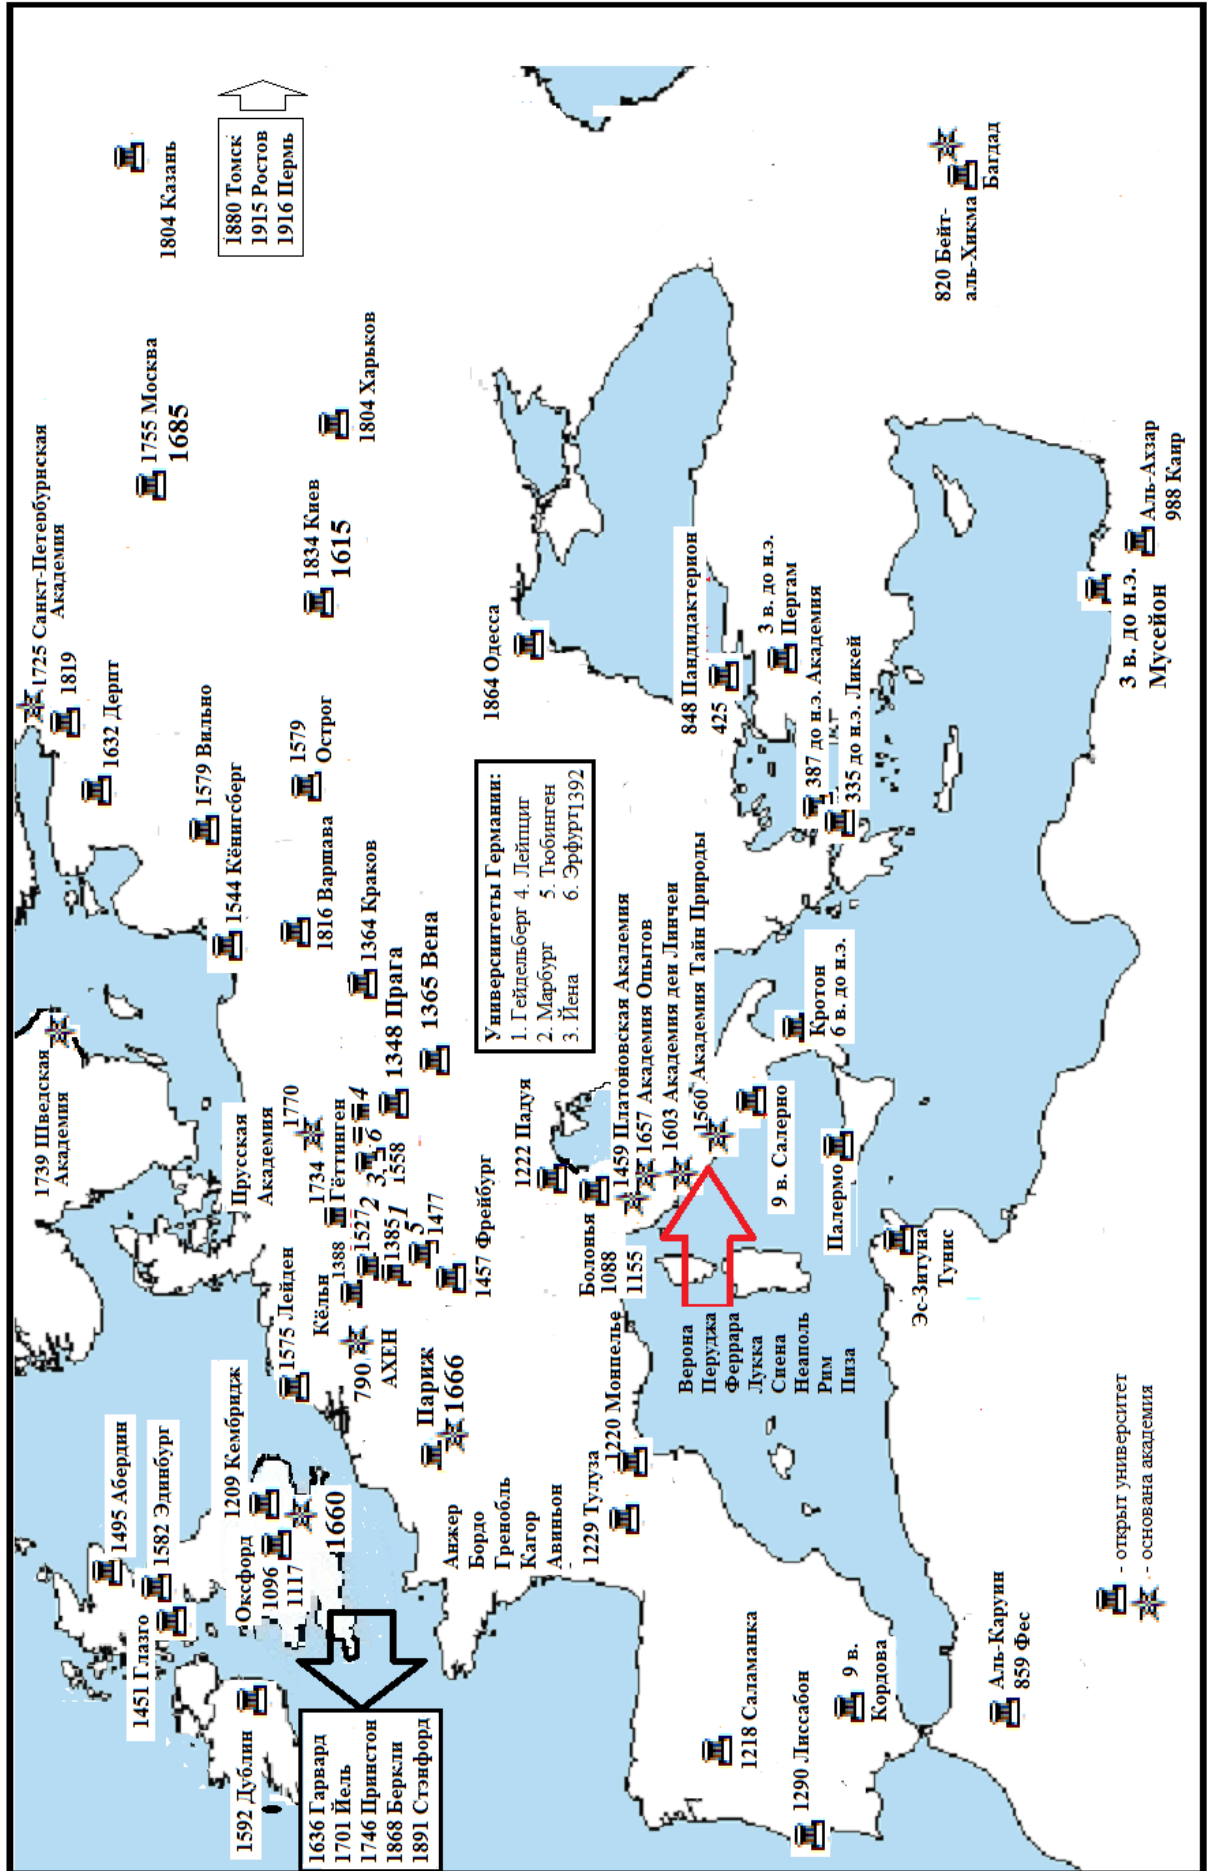 1880 Томск
1915 Ростов
1916 Пермь
1804 Казань
1725 Санкт-Петербурнская
Академия
1819
1755 Москва
1685
1632 Дерпт
1834 Киев
1615
1804 Харьков
1579 Вильно
1544 Кёнигсберг
1579
Острог
1816 Варшава
1364 Краков
1348 Прага
1365 Вена
1864 Одесса
Университеты Германии:
1. Гейдельберг 4. Лейпциг
2. Марбург 5. Тюбинген
3. Йена 6. Эрфурт1392
1739 Шведская
Академия
Прусская
Академия
1770
1734
Гёттинген
4
6
3
1558
2
1527
1
1385
5
1477
1388
Кёльн
1457 Фрейбург
1575 Лейден
790
АХЕН
Париж
1666
1495 Абердин
1582 Эдинбург
1451 Глазго
1209 Кембридж
Оксфорд
1096
1117
1660
1592 Дублин
1636 Гарвард
1701 Йель
1746 Принстон
1868 Беркли
1891 Стэнфорд
Анжер
Бордо
Гренобль
Кагор
Авиньон
1229 Тулуза
1220 Монпелье
1222 Падуя
Болонья
1088
1155
1459 Платоновская Академия
1657 Академия Опытов
1603 Академия деи Линчеи
1560 Академия Тайн Природы
Верона
Перуджа
Феррара
Лукка
Сиена
Неаполь
Рим
Пиза
9 в. Салерно
Палермо
Кротон
6 в. до н.э.
848 Пандидактерион
425
3 в. до н.э.
Пергам
387 до н.э. Академия
335 до н.э. Ликей
820 Бейт-
аль-Хикма
Багдад
3 в. до н.э.
Мусейон
Аль-Ахзар
988 Каир
Эс-Зитуна
Тунис
1218 Саламанка
1290 Лиссабон
9 в.
Кордова
Аль-Каруин
859 Фес
- открыт университет
- основана академия